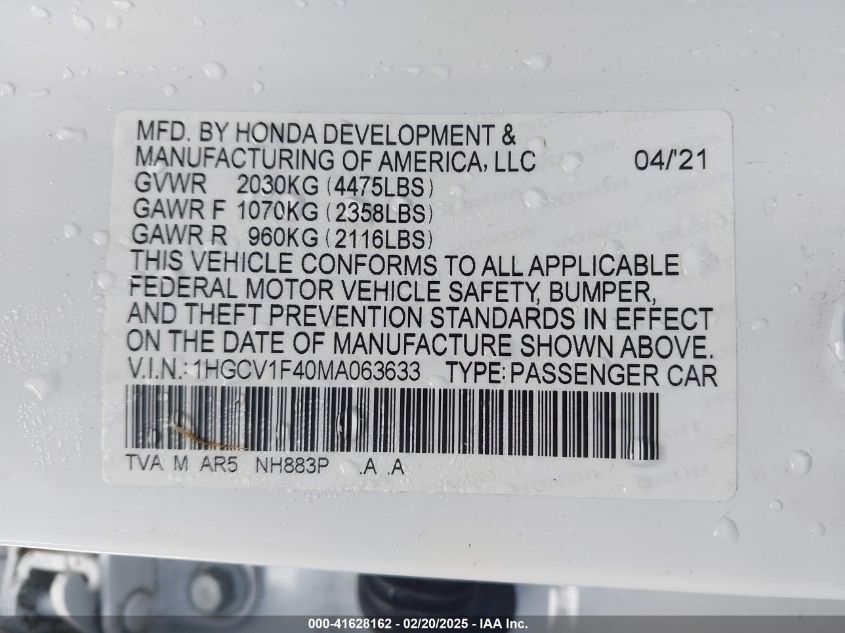 MFD. BY HONDA DEVELOPMENT &
MANUFACTURING OF AMERICA, LLC 04/'21
GVWR 2030KG (4475LBS)
GAWR F 1070KG (2358LBS)
GAWR R 960KG (2116LBS)
THIS VEHICLE CONFORMS TO ALL APPLICABLE
FEDERAL MOTOR VEHICLE SAFETY, BUMPER,
AND THEFT PREVENTION STANDARDS IN EFFECT
ON THE DATE OF MANUFACTURE SHOWN ABOVE.
V.I.N.: 1HGCV1F40MA063633 TYPE: PASSENGER CAR
TVA M AR5 NH883P .A .A
000-41628162 - 02/20/2025 - IAA Inc.